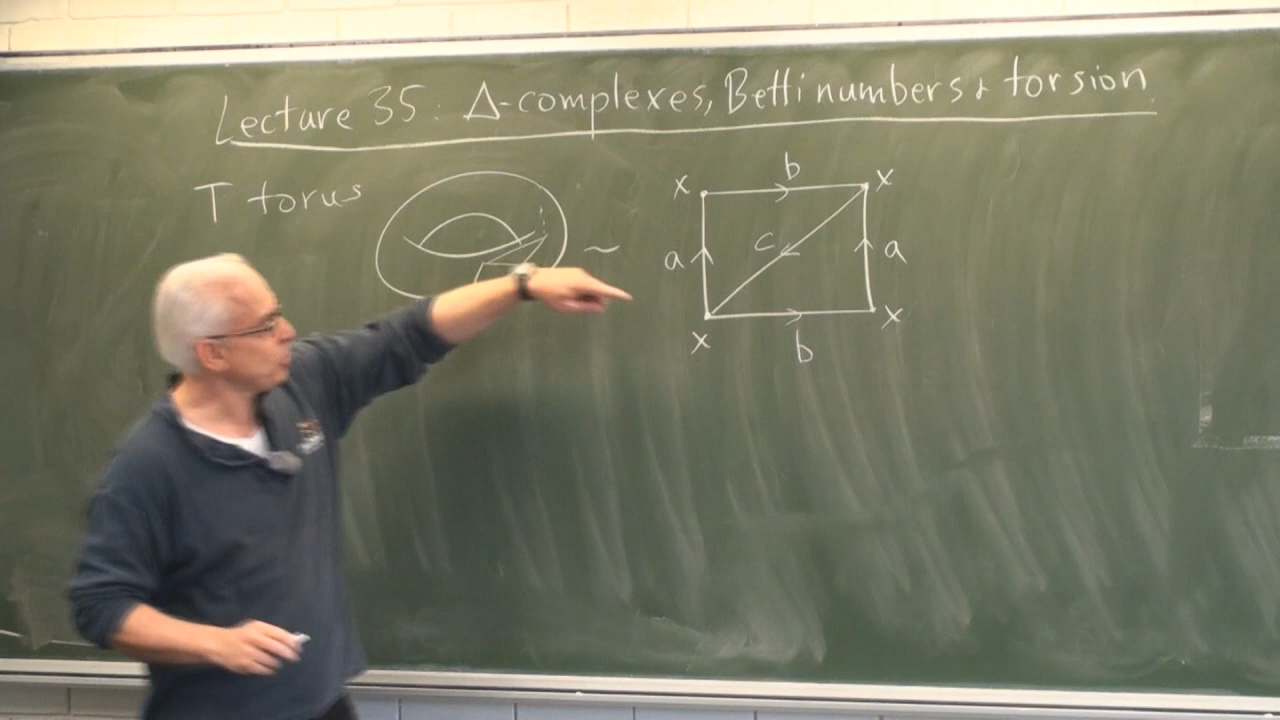 Lecture 35: Δ-complexes, Betti numbers & torsion
T torus
x b x
~ a c a
x b x